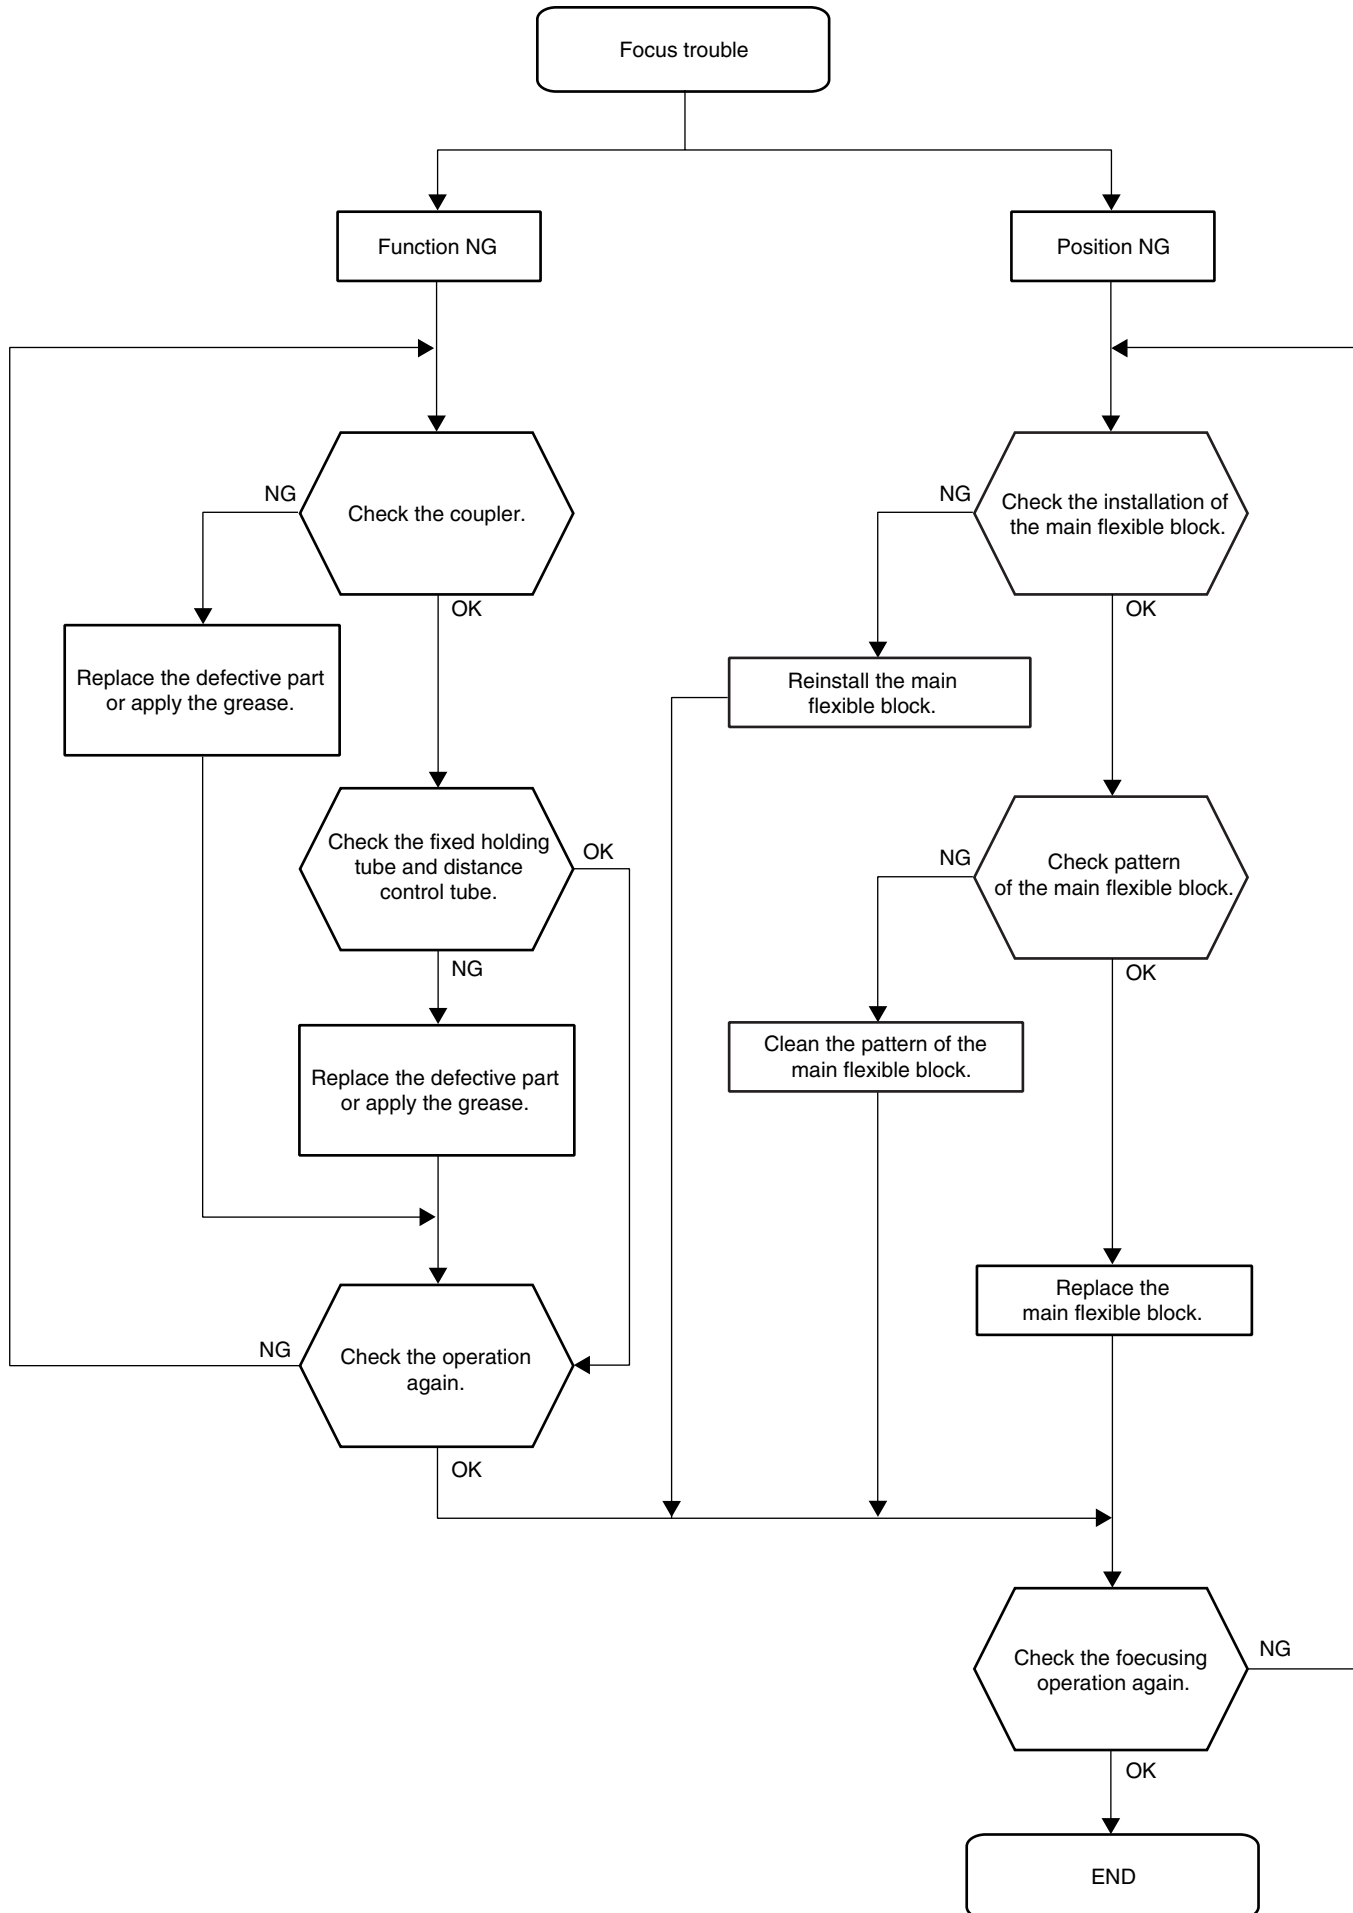 Focus trouble
Function NG
Position NG
NG
Check the coupler.
OK
NG
Check the installation of
the main flexible block.
OK
Replace the defective part
or apply the grease.
Reinstall the main
flexible block.
Check the fixed holding
tube and distance
control tube.
OK
NG
NG
Check pattern
of the main flexible block.
OK
Replace the defective part
or apply the grease.
Clean the pattern of the
main flexible block.
Replace the
main flexible block.
NG
Check the operation
again.
OK
Check the foecusing
operation again.
NG
OK
END